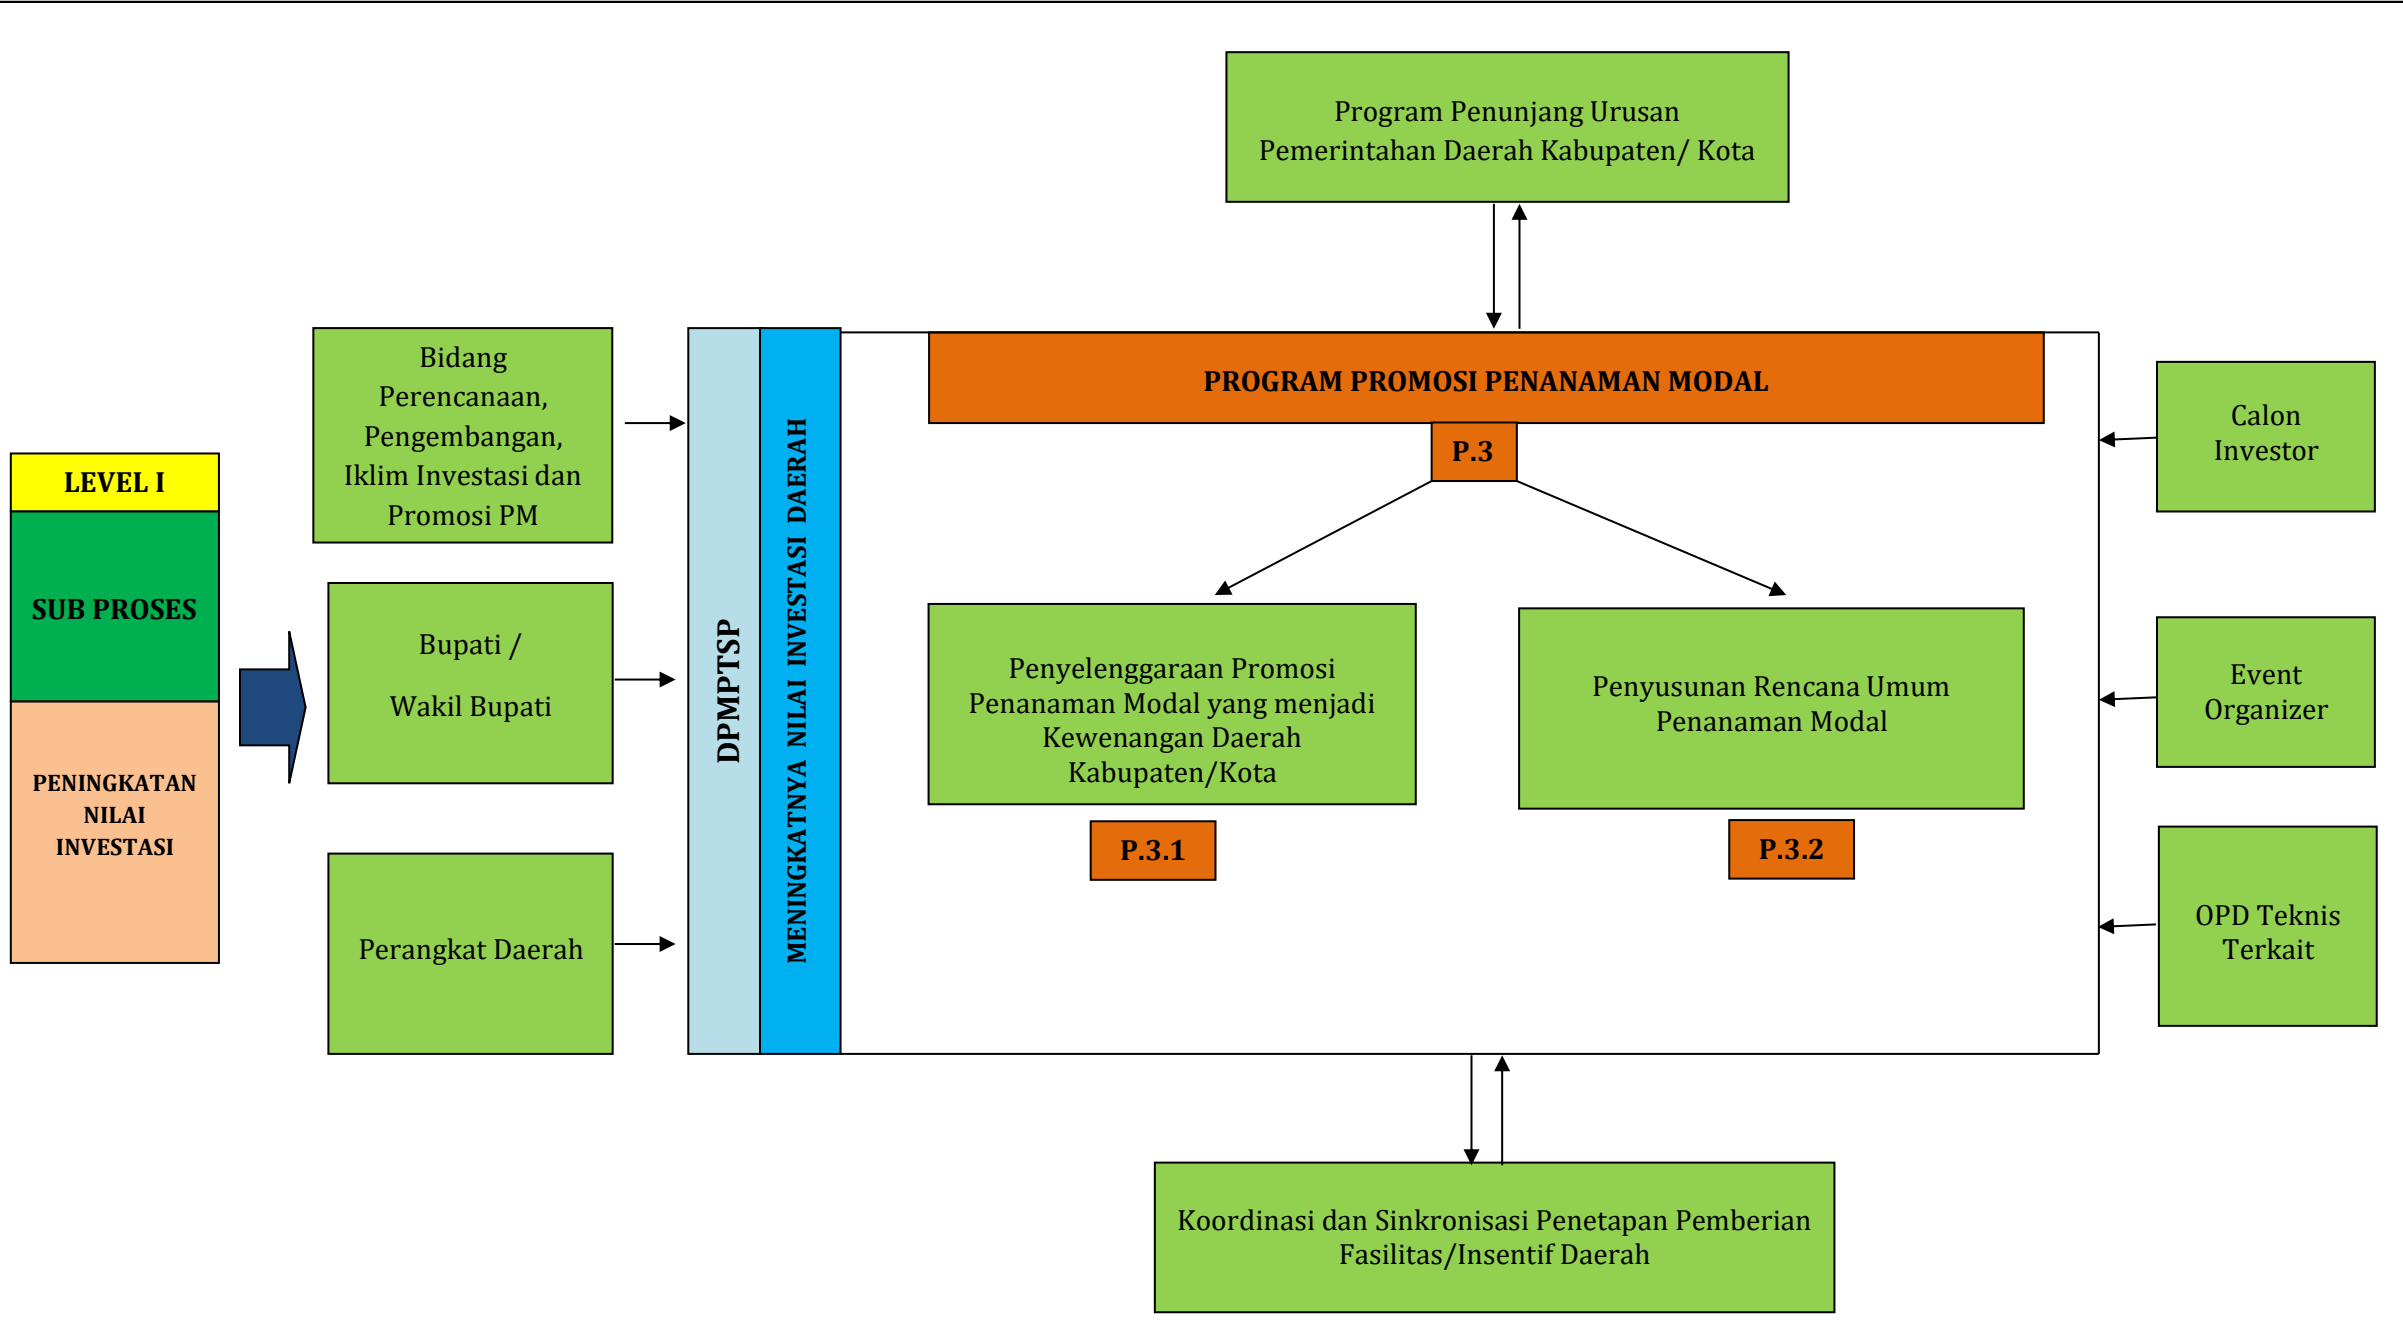 Program Penunjang Urusan
Pemerintahan Daerah Kabupaten/ Kota
LEVEL I
SUB PROSES
PENINGKATAN
NILAI
INVESTASI
Bidang
Perencanaan,
Pengembangan,
Iklim Investasi dan
Promosi PM
Bupati /
Wakil Bupati
Perangkat Daerah
DPMPTSP
MENINGKATNYA NILAI INVESTASI DAERAH
PROGRAM PROMOSI PENANAMAN MODAL
P.3
Penyelenggaraan Promosi
Penanaman Modal yang menjadi
Kewenangan Daerah
Kabupaten/Kota
P.3.1
Penyusunan Rencana Umum
Penanaman Modal
P.3.2
Calon
Investor
Event
Organizer
OPD Teknis
Terkait
Koordinasi dan Sinkronisasi Penetapan Pemberian
Fasilitas/Insentif Daerah